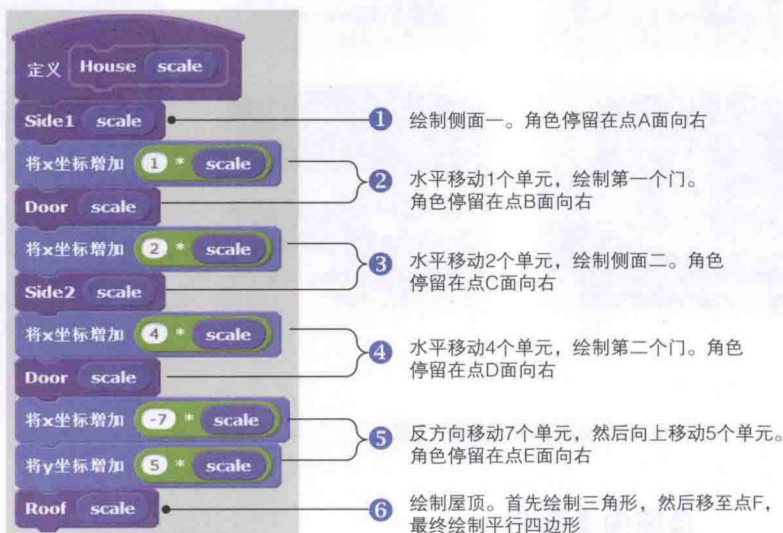 定义 House scale
Side1 scale
❶ 绘制侧面一。角色停留在点A面向右
将x坐标增加 1 * scale
Door scale
❷ 水平移动1个单元，绘制第一个门。
角色停留在点B面向右
将x坐标增加 2 * scale
Side2 scale
❸ 水平移动2个单元，绘制侧面二。角色
停留在点C面向右
将x坐标增加 4 * scale
Door scale
❹ 水平移动4个单元，绘制第二个门。角色
停留在点D面向右
将x坐标增加 -7 * scale
将y坐标增加 5 * scale
❺ 反方向移动7个单元，然后向上移动5个单元。
角色停留在点E面向右
Roof scale
❻ 绘制屋顶。首先绘制三角形，然后移至点F，
最终绘制平行四边形